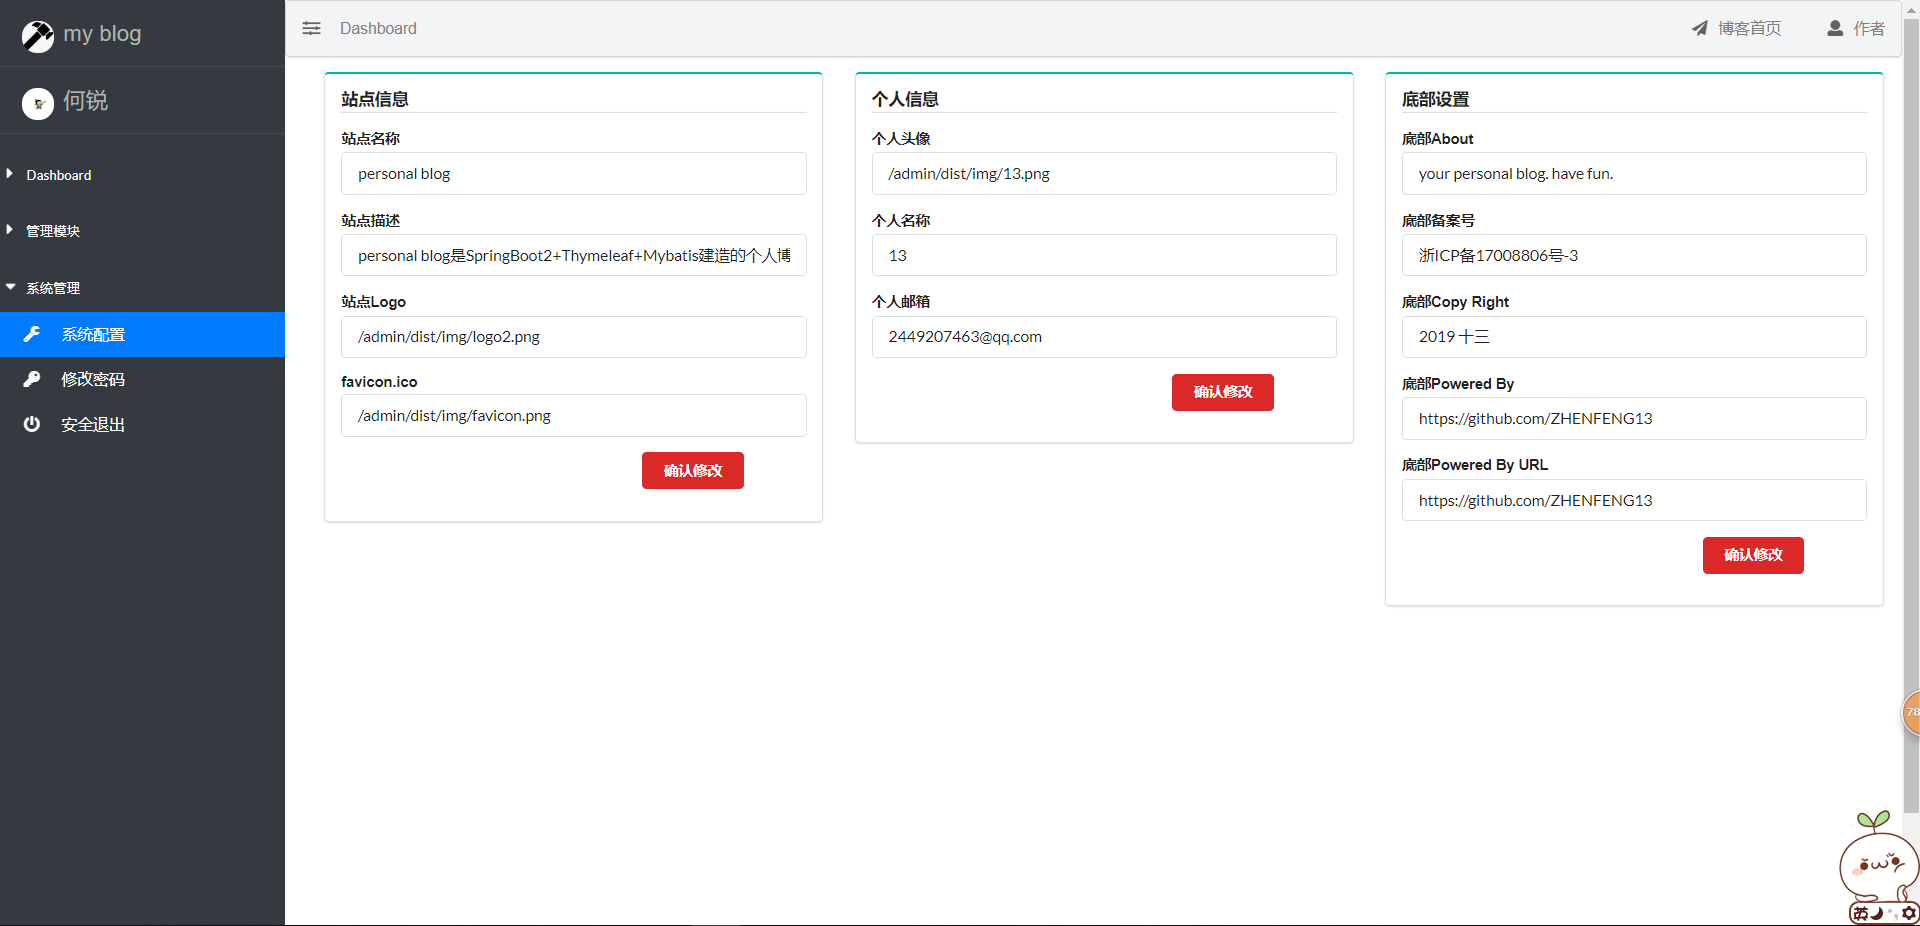 my blog
何锐
Dashboard
管理模块
系统管理
系统配置
修改密码
安全退出
Dashboard
博客首页
作者
站点信息
站点名称
personal blog
站点描述
personal blog是SpringBoot2+Thymeleaf+Mybatis建造的个人博
站点Logo
/admin/dist/img/logo2.png
favicon.ico
/admin/dist/img/favicon.png
确认修改
个人信息
个人头像
/admin/dist/img/13.png
个人名称
13
个人邮箱
2449207463@qq.com
确认修改
底部设置
底部About
your personal blog. have fun.
底部备案号
浙ICP备17008806号-3
底部Copy Right
2019 十三
底部Powered By
https://github.com/ZHENFENG13
底部Powered By URL
https://github.com/ZHENFENG13
确认修改
78
英